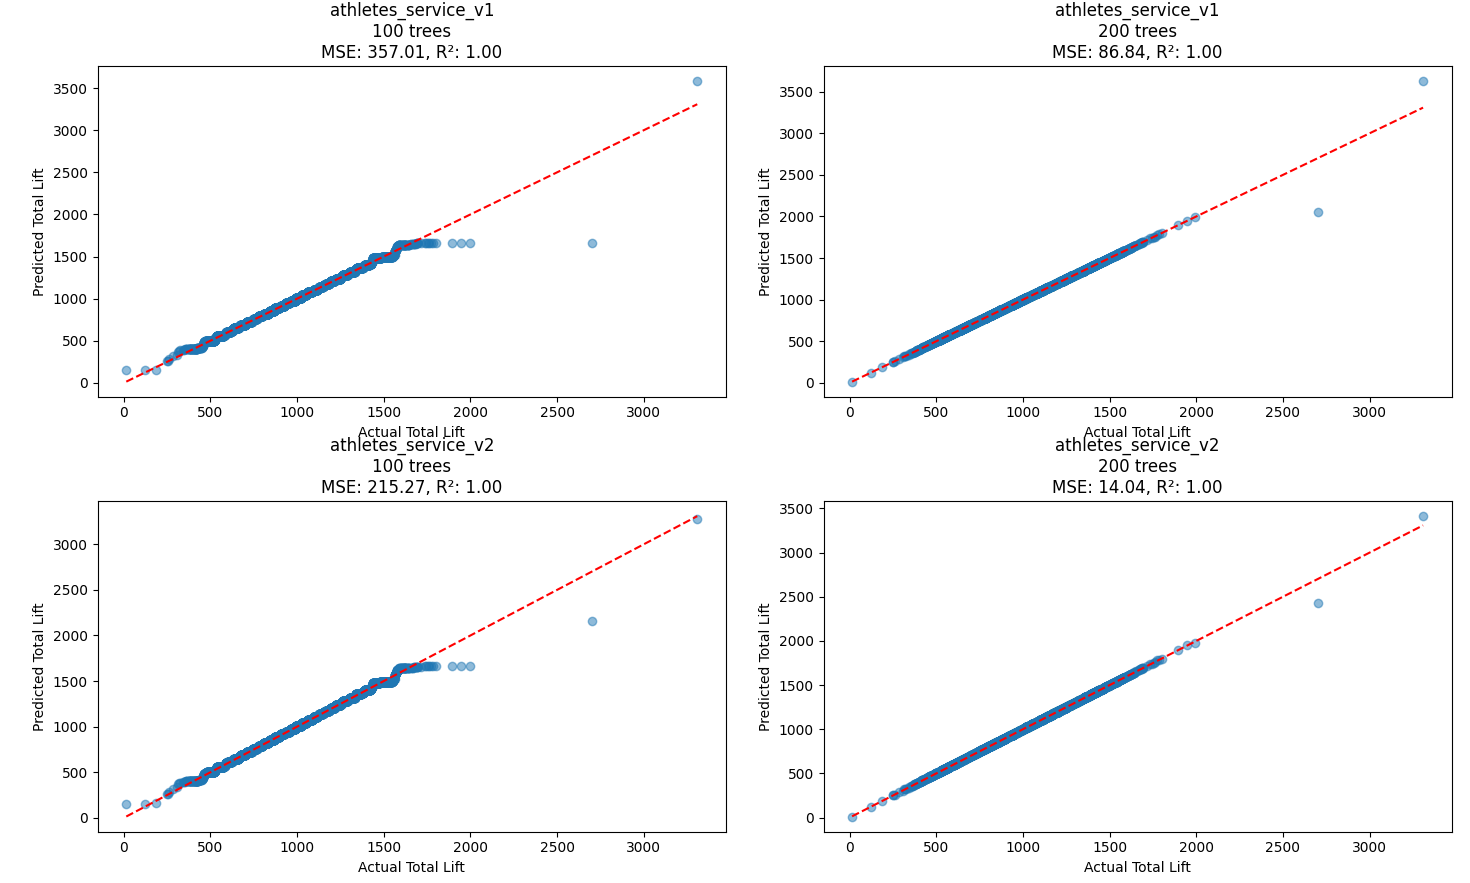 athletes_service_v1
100 trees
MSE: 357.01, R²: 1.00
3500
3000
2500
2000
1500
1000
500
0
Predicted Total Lift
0 500 1000 1500 2000 2500 3000
Actual Total Lift
athletes_service_v1
200 trees
MSE: 86.84, R²: 1.00
3500
3000
2500
2000
1500
1000
500
0
Predicted Total Lift
0 500 1000 1500 2000 2500 3000
Actual Total Lift
athletes_service_v2
100 trees
MSE: 215.27, R²: 1.00
3000
2500
2000
1500
1000
500
0
Predicted Total Lift
0 500 1000 1500 2000 2500 3000
Actual Total Lift
athletes_service_v2
200 trees
MSE: 14.04, R²: 1.00
3500
3000
2500
2000
1500
1000
500
0
Predicted Total Lift
0 500 1000 1500 2000 2500 3000
Actual Total Lift